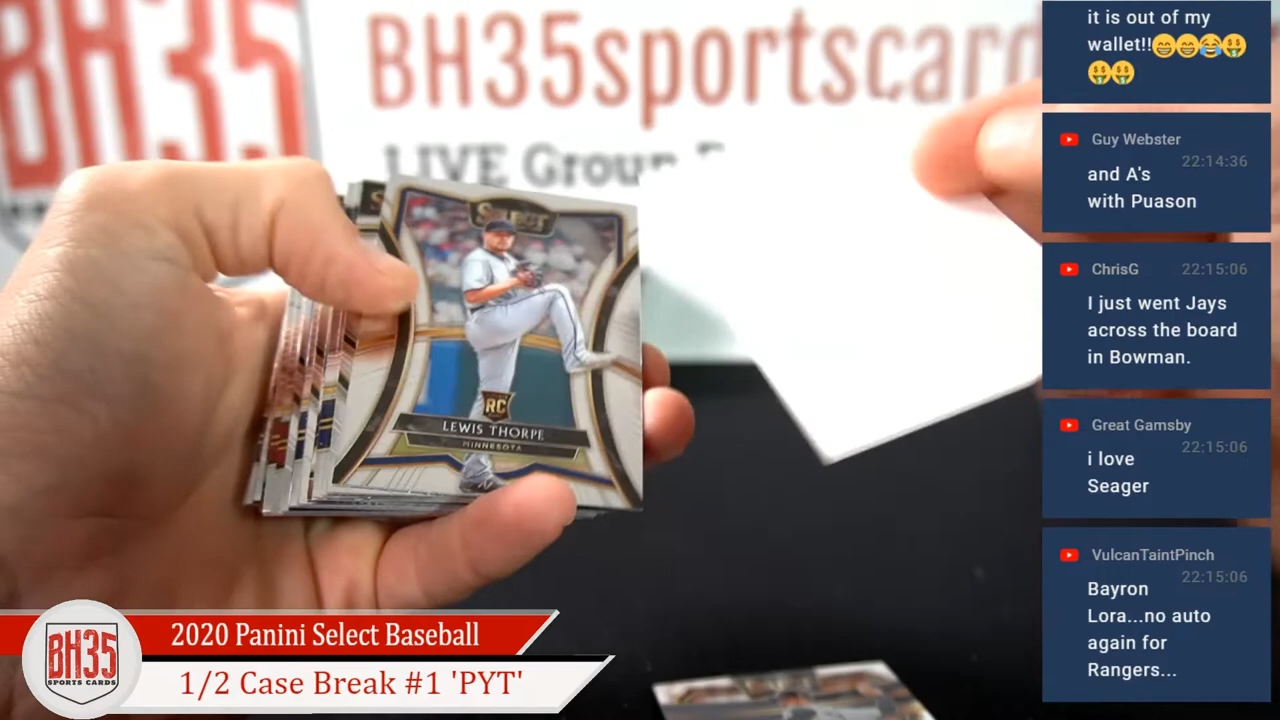 BH35
BH35sportscard
LIVE Group
SELECT
RC
LEWIS THORPE
MINNESOTA
it is out of my
wallet!!😁😁😂🤑
🤑🤑
Guy Webster
22:14:36
and A's
with Puason
ChrisG 22:15:06
I just went Jays
across the board
in Bowman.
Great Gamsby
22:15:06
i love
Seager
VulcanTaintPinch
22:15:06
Bayron
Lora...no auto
again for
Rangers...
BH35
SPORTS CARDS
2020 Panini Select Baseball
1/2 Case Break #1 'PYT'